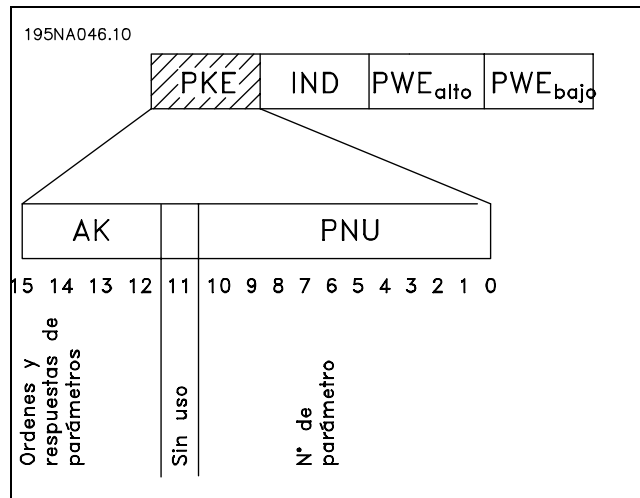 195NA046.10
PKE IND PWEalto PWEbajo
AK PNU
15 14 13 12 11 10 9 8 7 6 5 4 3 2 1 0
Ordenes y
respuestas de
parámetros
Sin uso
N° de
parámetro